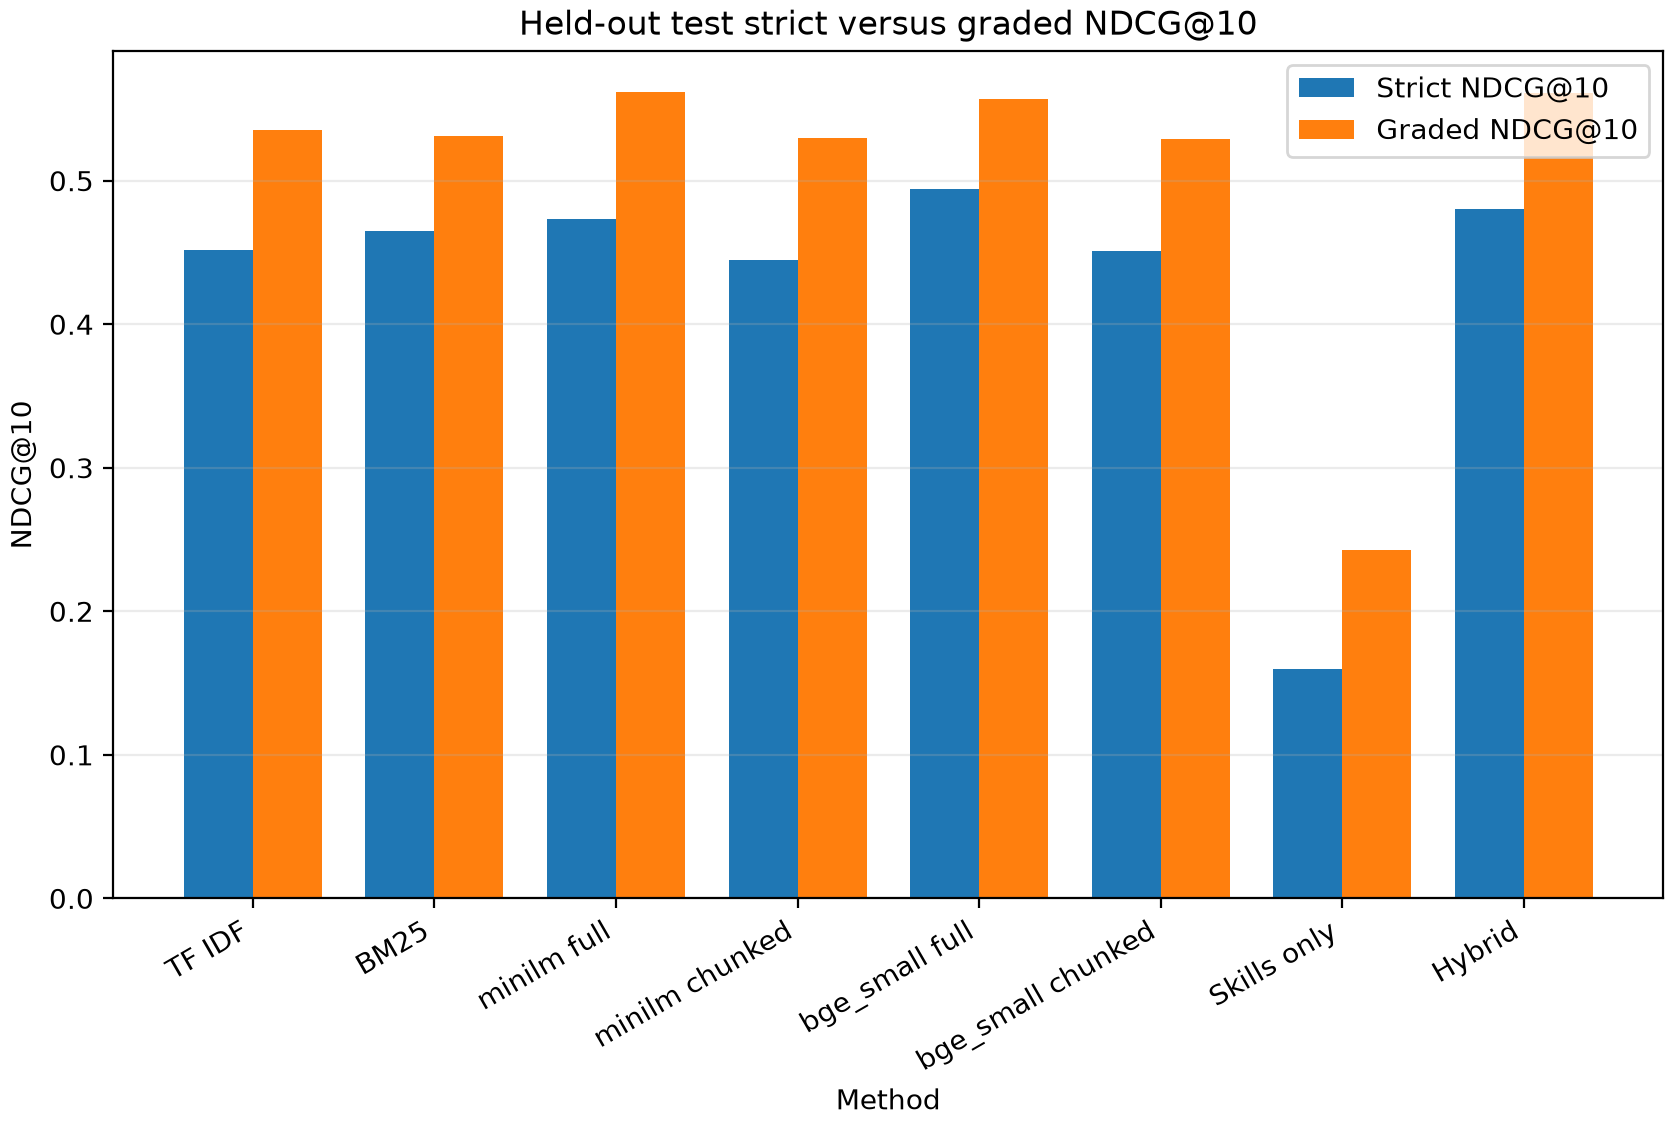 Held-out test strict versus graded NDCG@10
Strict NDCG@10
Graded NDCG@10
NDCG@10
0.5
0.4
0.3
0.2
0.1
0.0
TF IDF
BM25
minilm full
minilm chunked
bge_small full
bge_small chunked
Skills only
Hybrid
Method